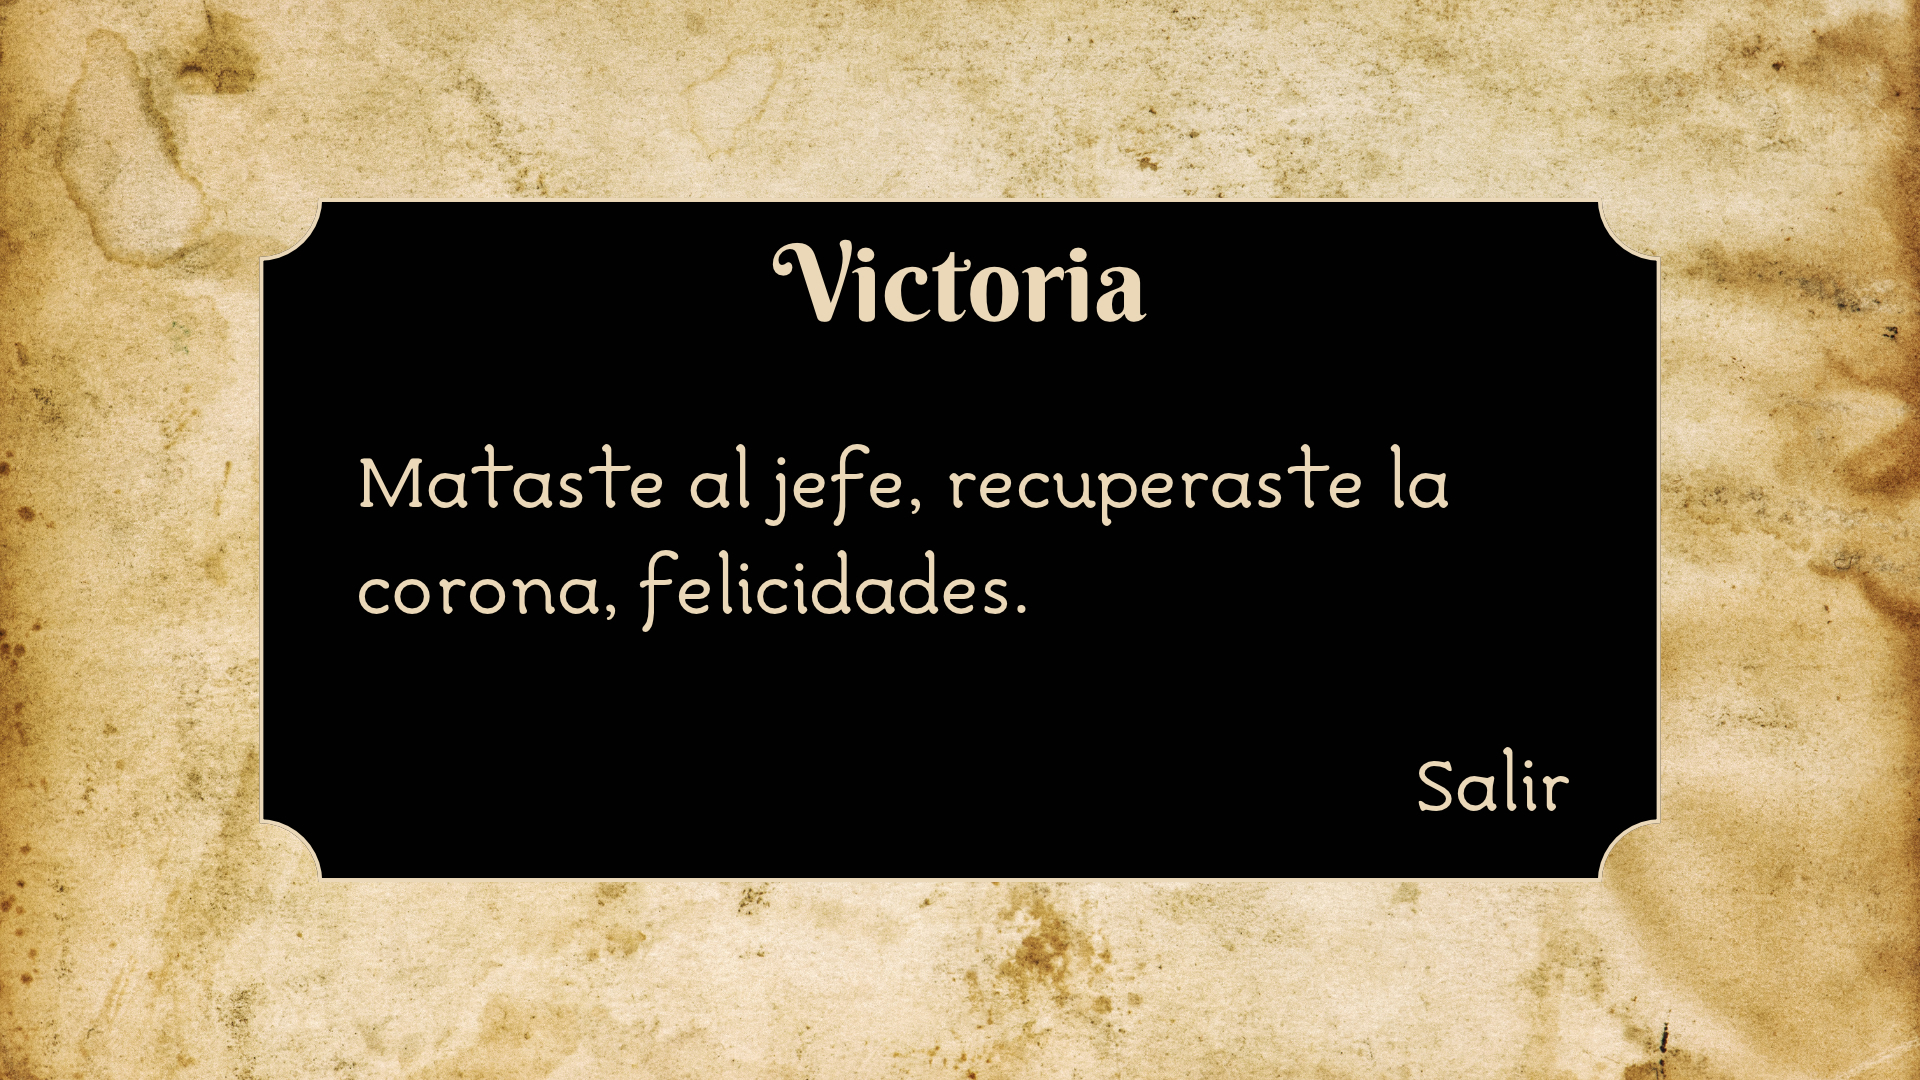 Victoria
Mataste al jefe, recuperaste la
corona, felicidades.
Salir